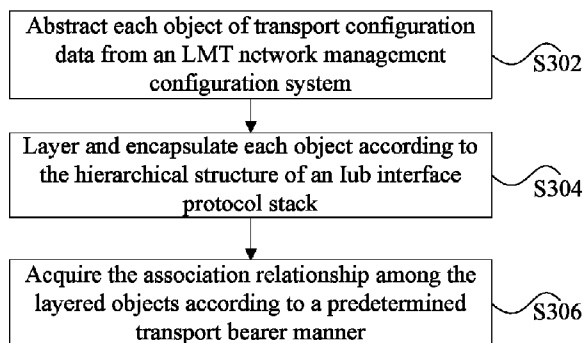 Abstract each object of transport configuration
data from an LMT network management
configuration system
S302
Layer and encapsulate each object according to
the hierarchical structure of an Iub interface
protocol stack
S304
Acquire the association relationship among the
layered objects according to a predetermined
transport bearer manner
S306